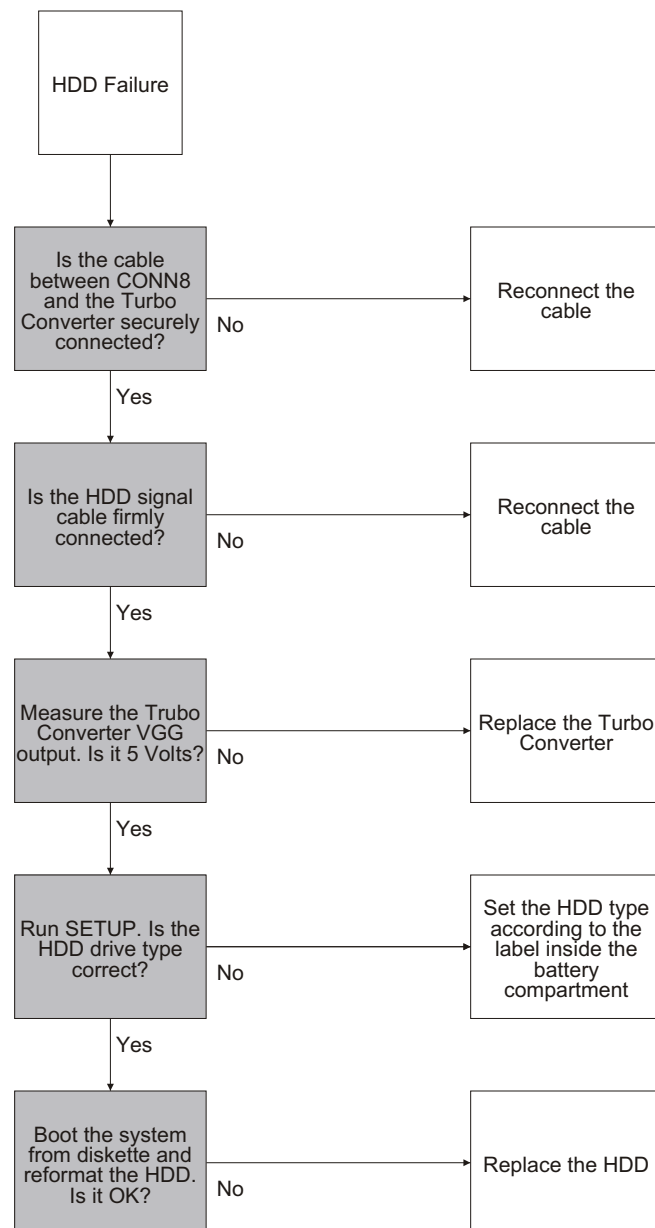 HDD Failure
Is the cable
between CONN8
and the Turbo
Converter securely
connected?
No
Reconnect the
cable
Yes
Is the HDD signal
cable firmly
connected?
No
Reconnect the
cable
Yes
Measure the Trubo
Converter VGG
output. Is it 5 Volts?
No
Replace the Turbo
Converter
Yes
Run SETUP. Is the
HDD drive type
correct?
No
Set the HDD type
according to the
label inside the
battery
compartment
Yes
Boot the system
from diskette and
reformat the HDD.
Is it OK?
No
Replace the HDD